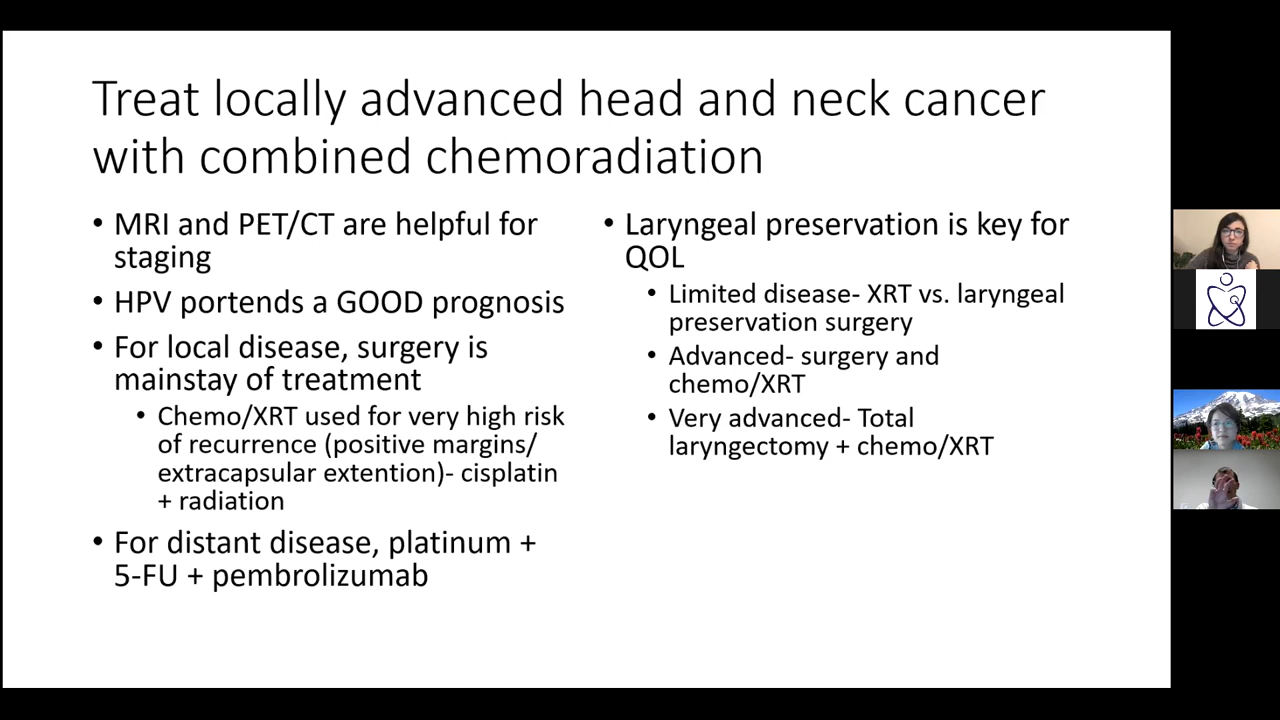 Treat locally advanced head and neck cancer
with combined chemoradiation
• MRI and PET/CT are helpful for
staging
• HPV portends a GOOD prognosis
• For local disease, surgery is
mainstay of treatment
• Chemo/XRT used for very high risk
of recurrence (positive margins/
extracapsular extention)- cisplatin
+ radiation
• For distant disease, platinum +
5-FU + pembrolizumab
• Laryngeal preservation is key for
QOL
• Limited disease- XRT vs. laryngeal
preservation surgery
• Advanced- surgery and
chemo/XRT
• Very advanced- Total
laryngectomy + chemo/XRT